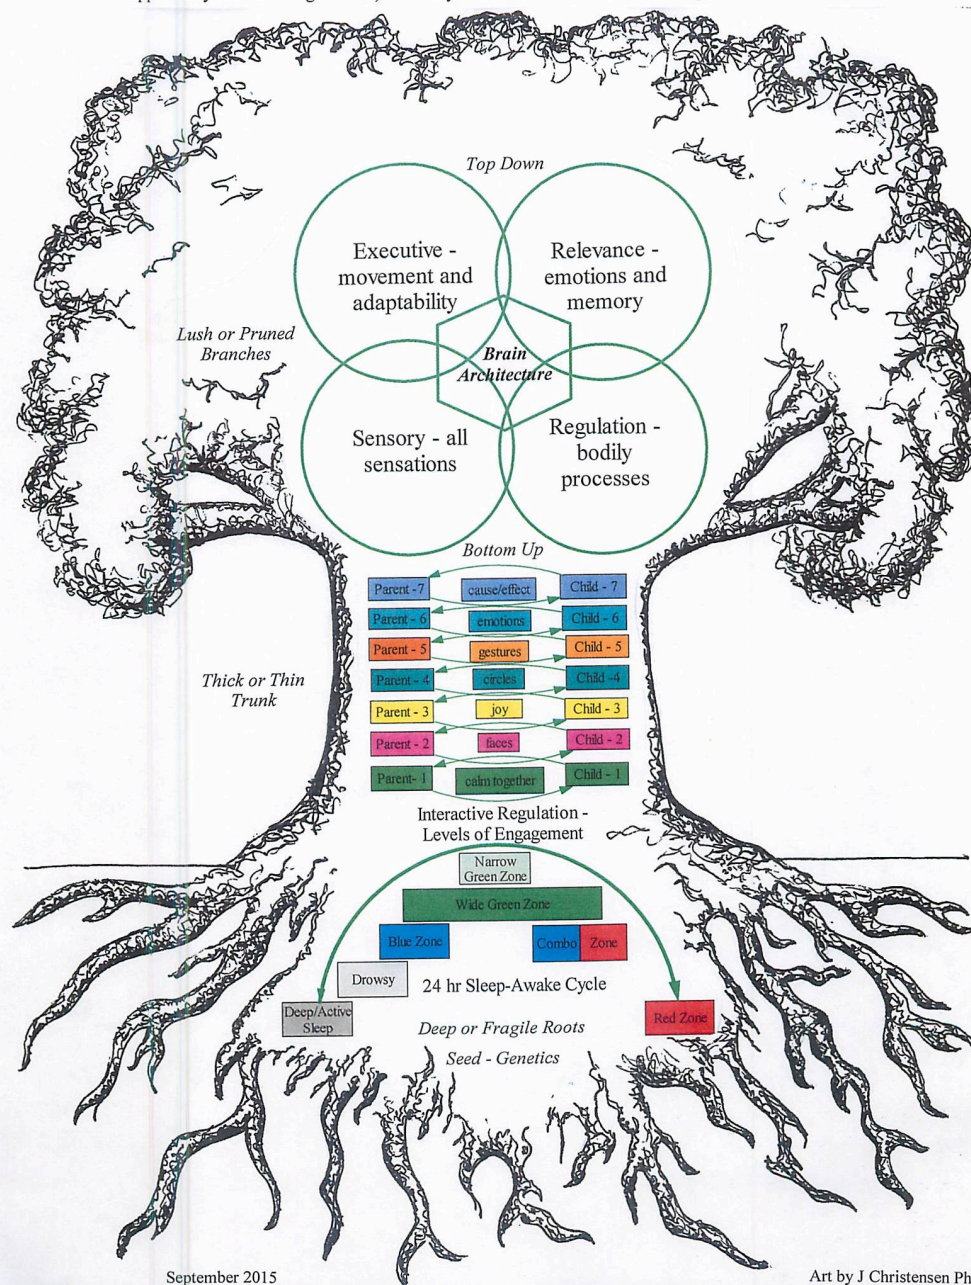 Top Down
Executive -
movement and
adaptability
Relevance -
emotions and
memory
Lush or Pruned
Branches
Brain
Architecture
Sensory - all
sensations
Regulation -
bodily
processes
Bottom Up
Parent - 7 cause/effect Child - 7
Parent - 6 emotions Child - 6
Parent - 5 gestures Child - 5
Parent - 4 circles Child -4
Parent - 3 joy Child - 3
Parent - 2 faces Child - 2
Parent- 1 calm together Child - 1
Thick or Thin
Trunk
Interactive Regulation -
Levels of Engagement
Narrow
Green Zone
Wide Green Zone
Blue Zone
Combo Zone
Drowsy
24 hr Sleep-Awake Cycle
Deep/Active
Sleep
Red Zone
Deep or Fragile Roots
Seed - Genetics
September 2015
Art by J Christensen Ph